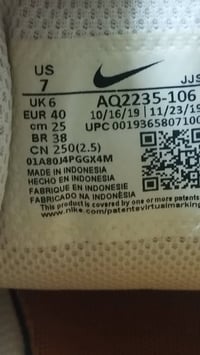 US
7
JJS
UK 6
EUR 40
cm 25
BR 38
CN 250(2.5)
AQ2235-106
10/16/19 11/23/19
UPC 0019365807100
01A80J4PGGX4M
MADE IN INDONESIA
HECHO EN INDONESIA
FABRIQUE EN INDONESIE
FABRICADO NA INDONÉSIA
This product is covered by one or more patents
www.nike.com/patentsvirtualmarking